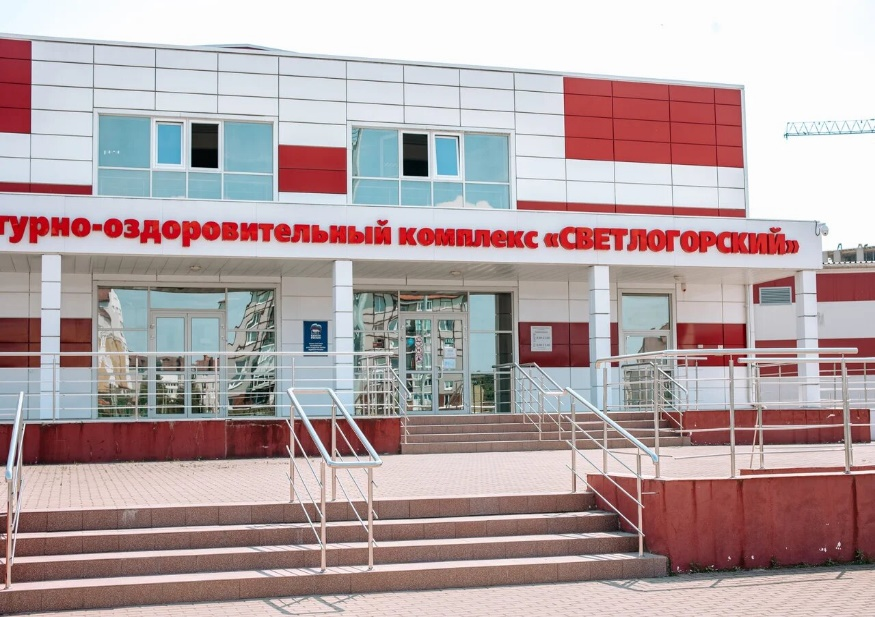 турно-оздоровительный комплекс «СВЕТЛОГОРСКИЙ»